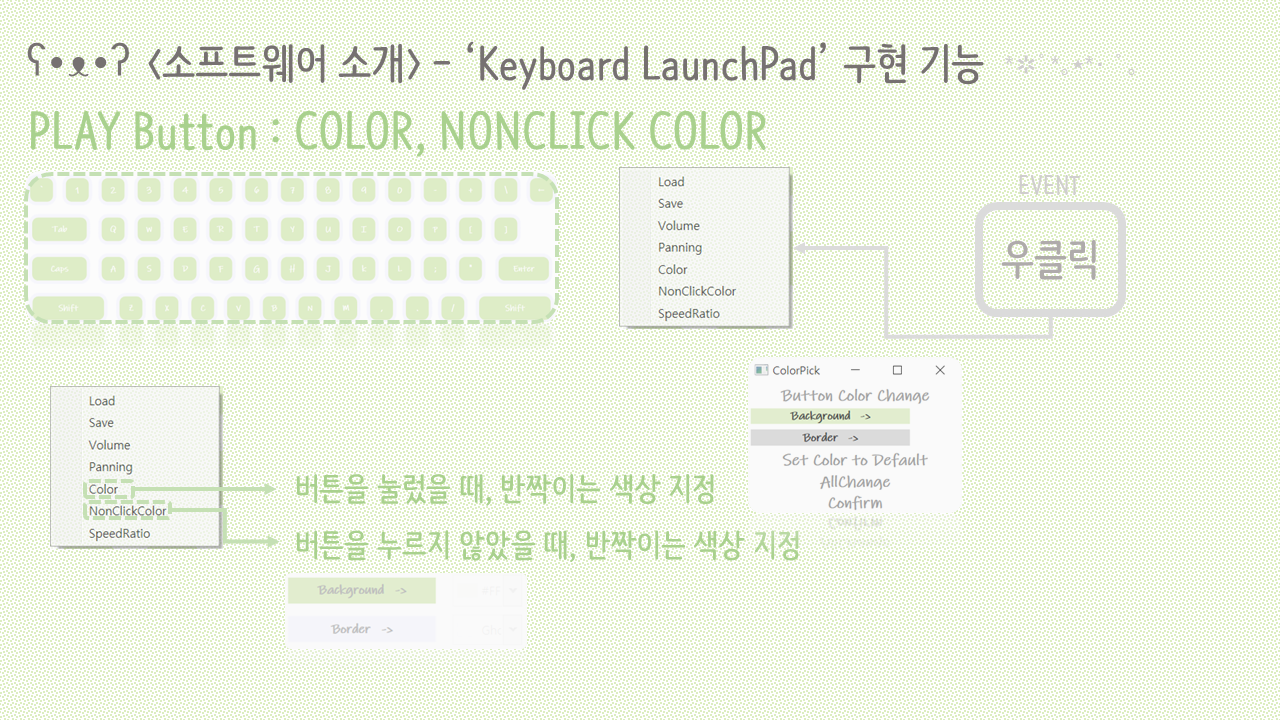 ʕ•ᴥ•ʔ <소프트웨어 소개> - ‘Keyboard LaunchPad’ 구현 기능 *✲ﾟ*｡⋆*･ﾟ｡
PLAY Button : COLOR, NONCLICK COLOR
1 2 3 4 5 6 7 8 9 0 - + \ ←
Tab Q W E R T Y U I O P [ ]
Caps A S D F G H J L ; " Enter
Shift Z X C V B N M , . / Shift
Load
Save
Volume
Panning
Color
NonClickColor
SpeedRatio
EVENT
우클릭
ColorPick
Button Color Change
Background ->
Border ->
Set Color to Default
AllChange
Confirm
Load
Save
Volume
Panning
Color
NonClickColor
SpeedRatio
버튼을 눌렀을 때, 반짝이는 색상 지정
버튼을 누르지 않았을 때, 반짝이는 색상 지정
Background ->
Border ->